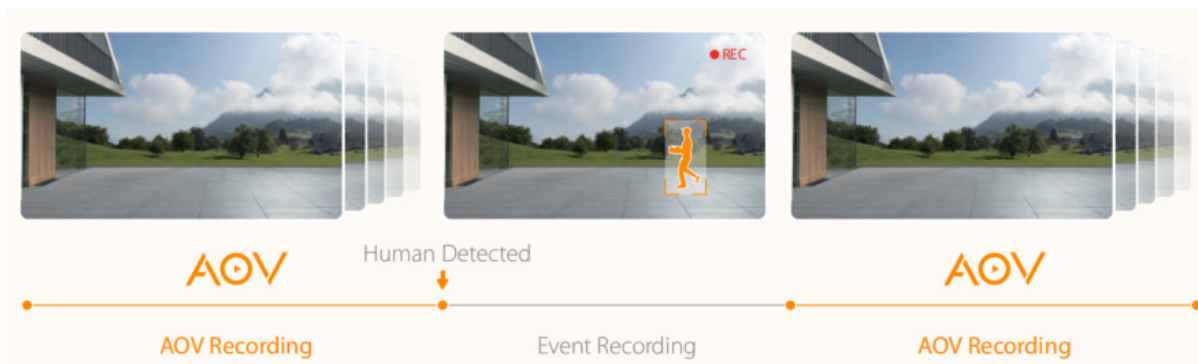 REC
Human Detected
AOV
AOV
AOV Recording
Event Recording
AOV Recording